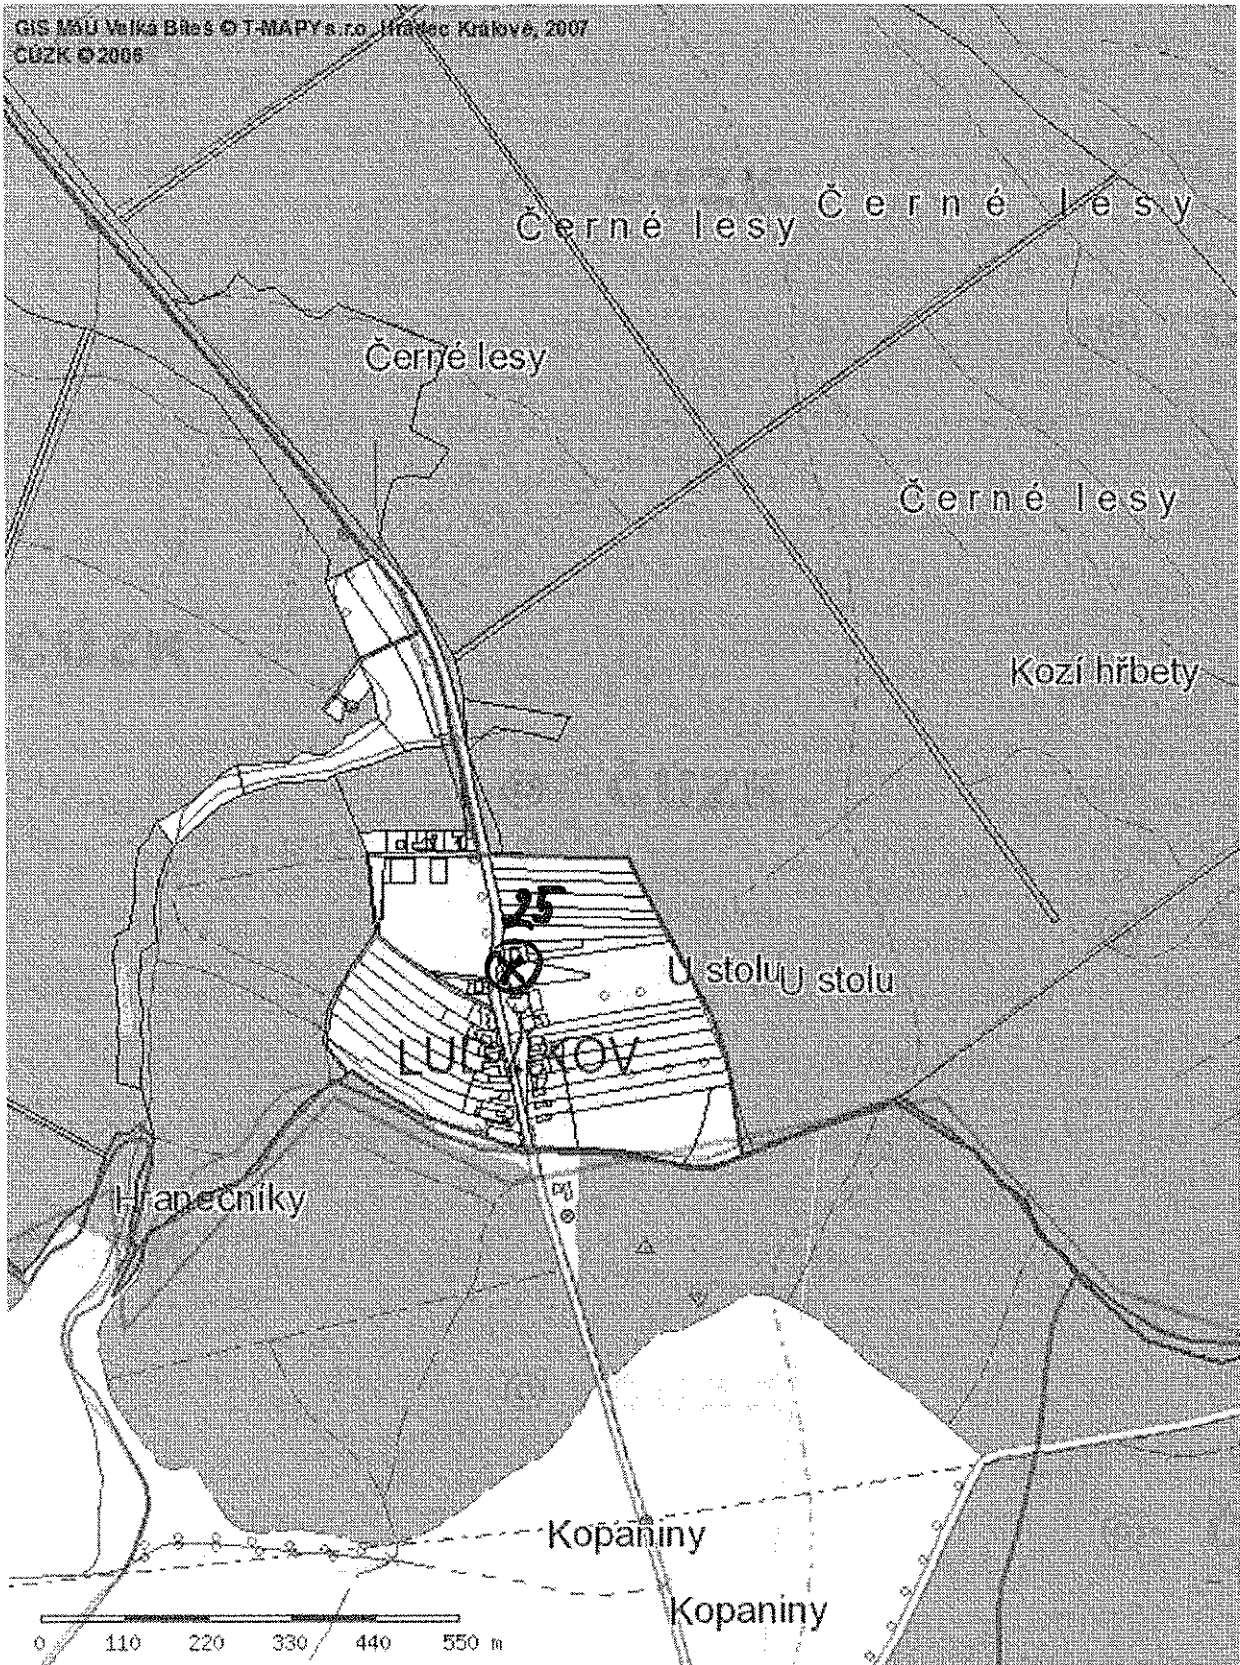 GIS MěÚ Velká Bíteš © T-MAPY s.r.o. Hradec Králové, 2007
ČÚZK © 2006
Černé lesy
Černé lesy
Černé lesy
Černé lesy
Kozí hřbety
25
U stolu
U stolu
Hranečníky
Kopaniny
Kopaniny
0 110 220 330 440 550 m